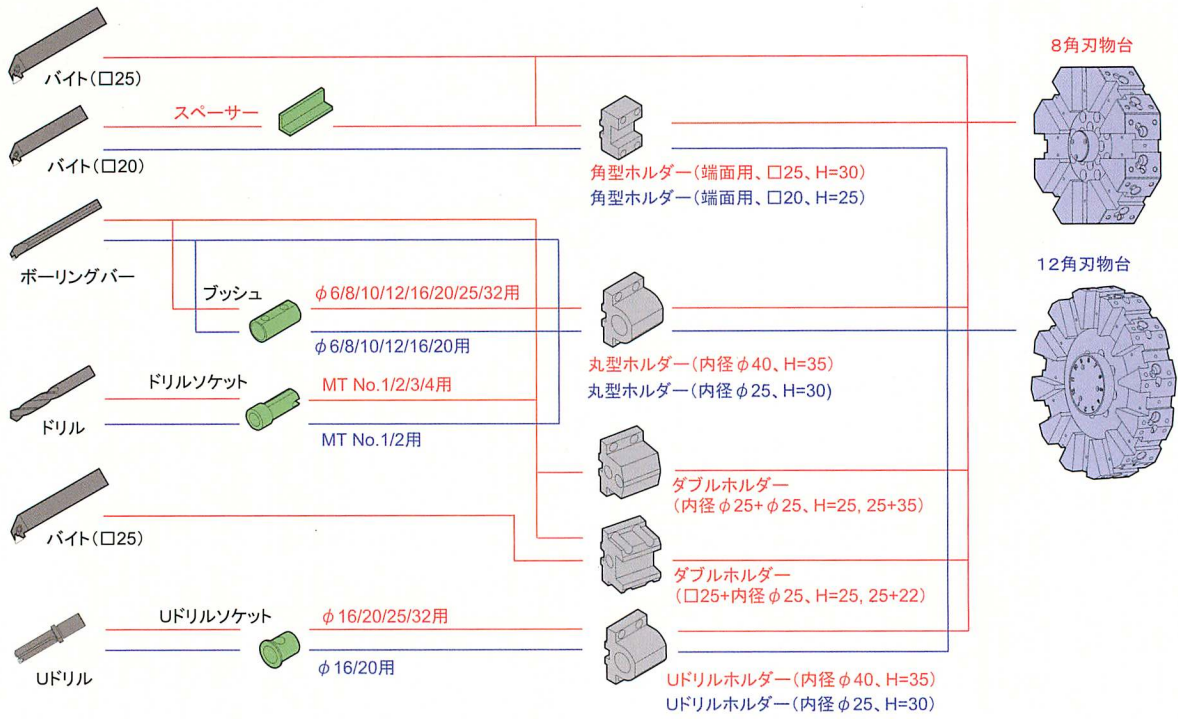 8角刃物台
バイト(□25)
スペーサー
バイト(□20)
角型ホルダー(端面用、□25、H=30)
角型ホルダー(端面用、□20、H=25)
12角刃物台
ボーリングバー
ブッシュ
φ6/8/10/12/16/20/25/32用
φ6/8/10/12/16/20用
丸型ホルダー(内径φ40、H=35)
丸型ホルダー(内径φ25、H=30)
ドリルソケット
MT No.1/2/3/4用
ドリル
MT No.1/2用
ダブルホルダー
(内径φ25+φ25、H=25, 25+35)
バイト(□25)
ダブルホルダー
(□25+内径φ25、H=25, 25+22)
Uドリルソケット
φ16/20/25/32用
Uドリル
φ16/20用
Uドリルホルダー(内径φ40、H=35)
Uドリルホルダー(内径φ25、H=30)